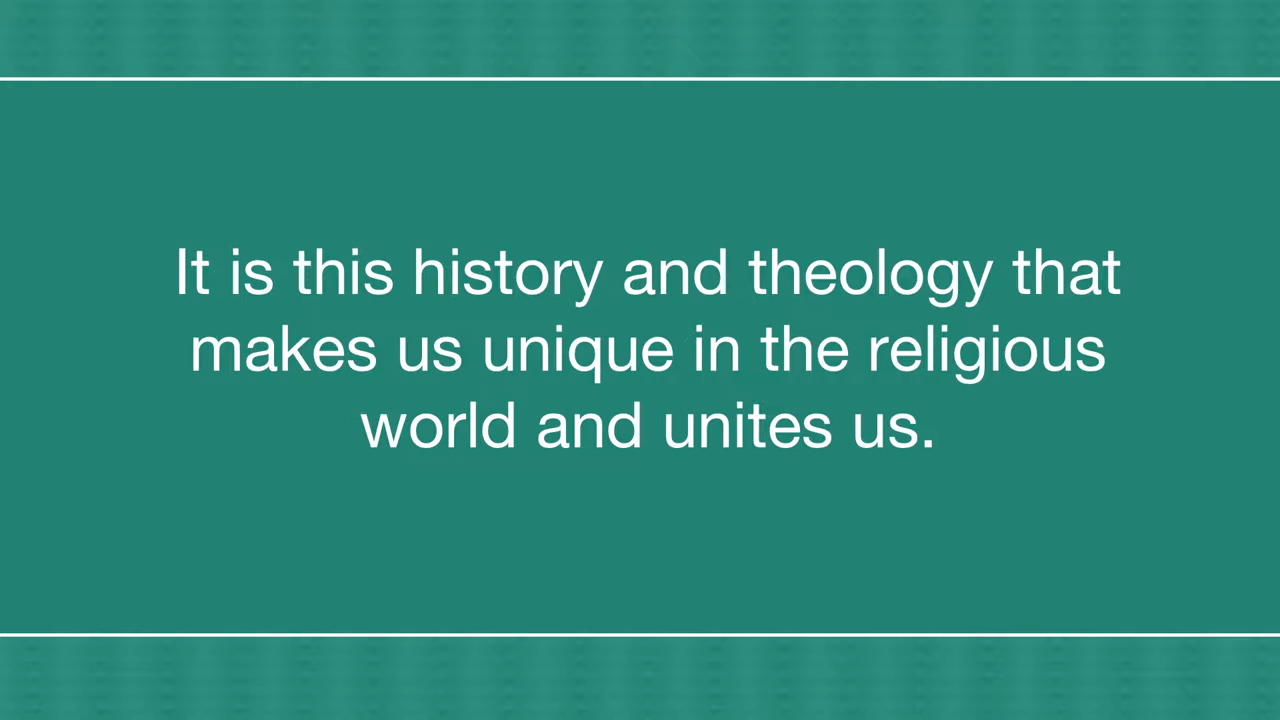 It is this history and theology that
makes us unique in the religious
world and unites us.